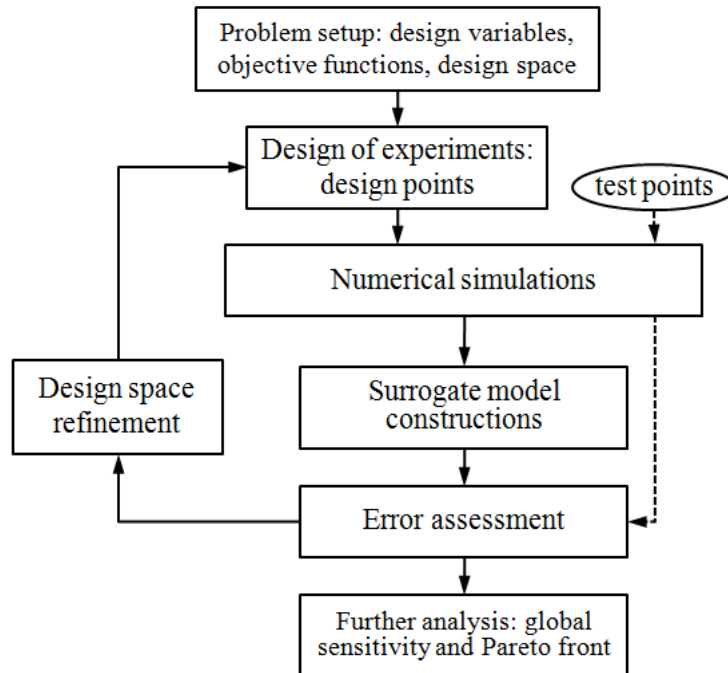 Problem setup: design variables,
objective functions, design space
Design of experiments:
design points
test points
Numerical simulations
Design space
refinement
Surrogate model
constructions
Error assessment
Further analysis: global
sensitivity and Pareto front